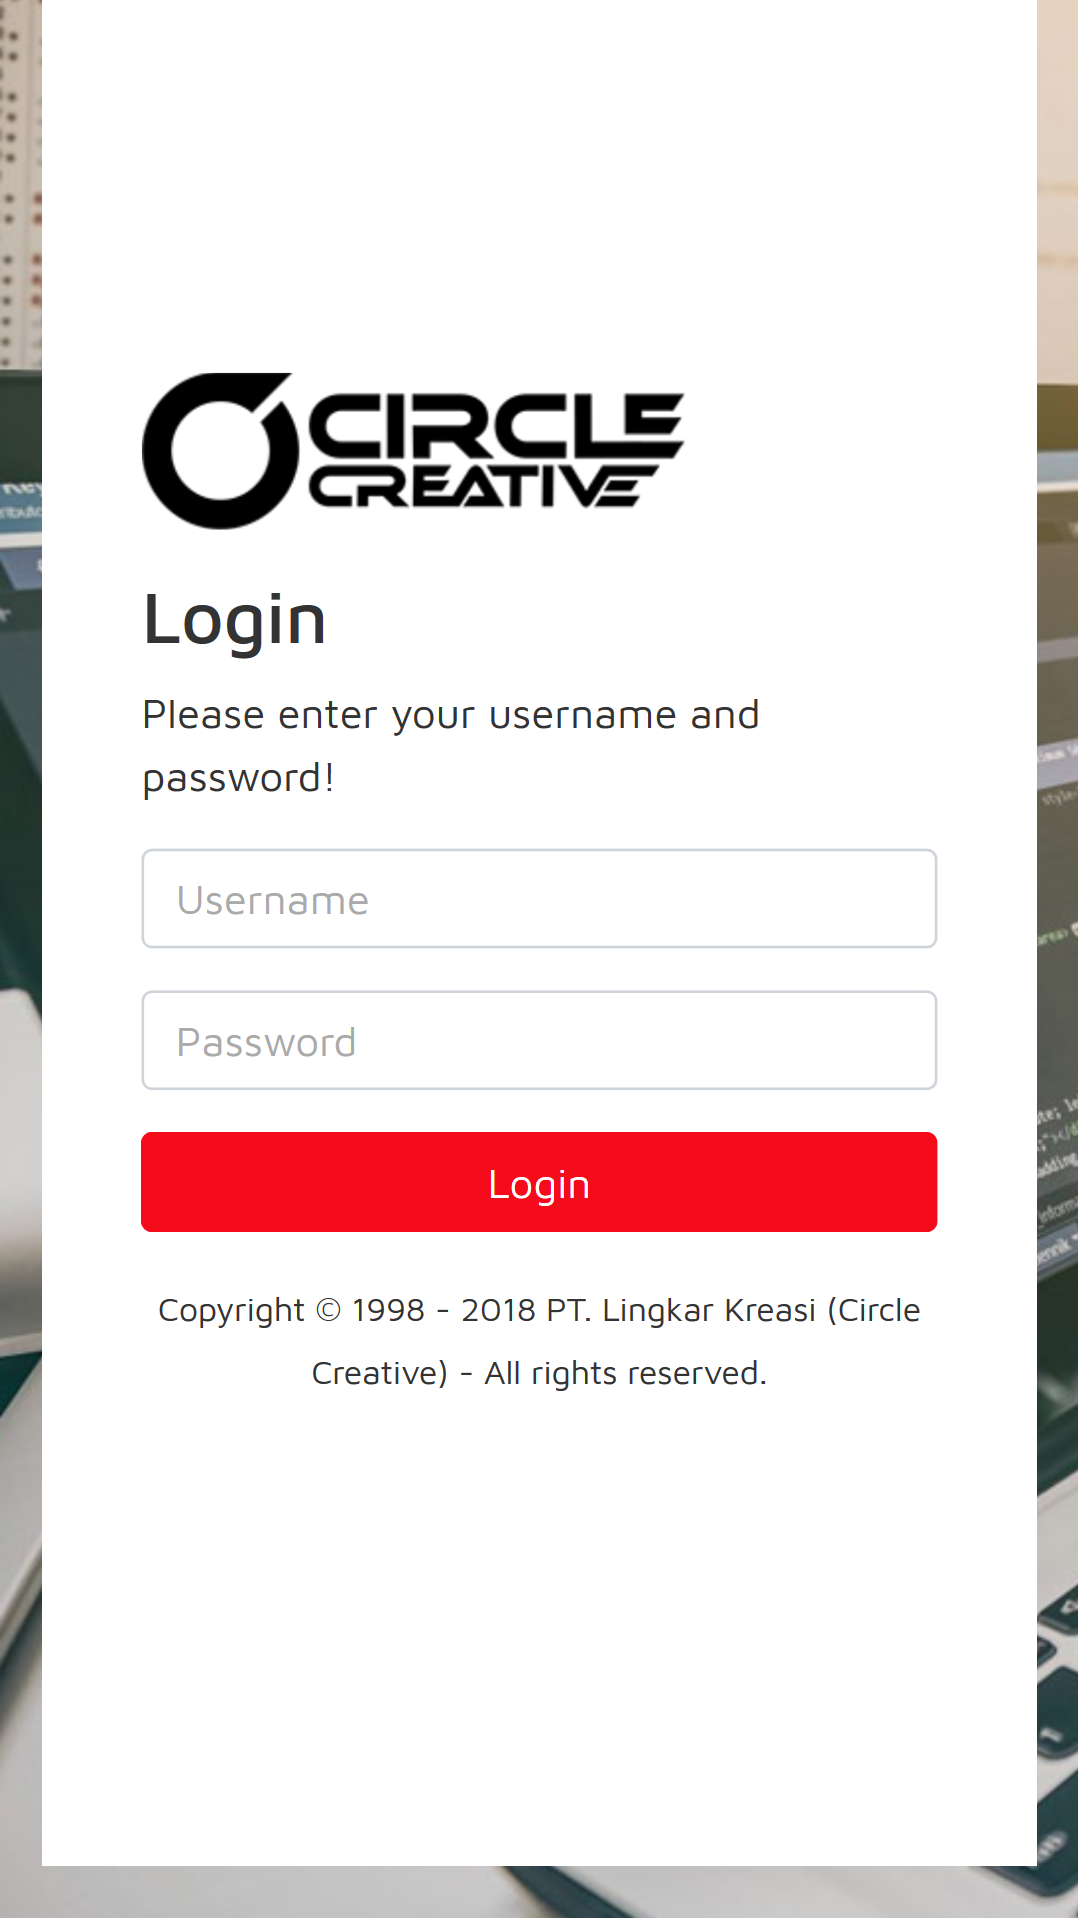 CIRCLE
CREATIVE
Login
Please enter your username and
password!
Username
Password
Login
Copyright © 1998 - 2018 PT. Lingkar Kreasi (Circle
Creative) - All rights reserved.